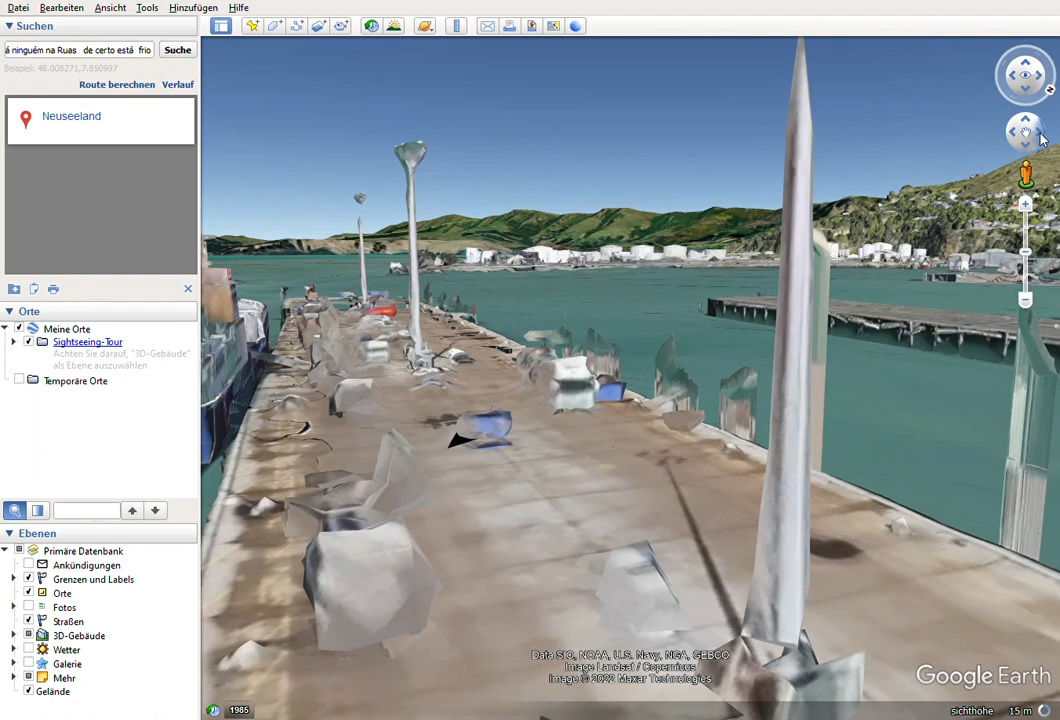 Datei Bearbeiten Ansicht Tools Hinzufügen Hilfe
Suchen
á ninguém na Ruas de certo está frio
Suche
Beispiel: 48.008271,7.850997
Route berechnen Verlauf
Neuseeland
Orte
Meine Orte
Sightseeing-Tour
Achten Sie darauf, "3D-Gebäude"
als Ebene auszuwählen
Temporäre Orte
Ebenen
Primäre Datenbank
Ankündigungen
Grenzen und Labels
Orte
Fotos
Straßen
3D-Gebäude
Wetter
Galerie
Mehr
Gelände
N
Data SIO, NOAA, U.S. Navy, NGA, GEBCO
Image Landsat / Copernicus
Image © 2022 Maxar Technologies
Google Earth
1985
sichthöhe 15 m